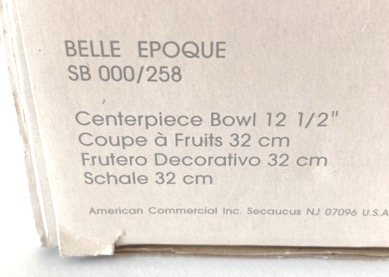 BELLE EPOQUE
SB 000/258
Centerpiece Bowl 12 1/2"
Coupe à Fruits 32 cm
Frutero Decorativo 32 cm
Schale 32 cm
American Commercial Inc. Secaucus NJ 07096 U.S.A